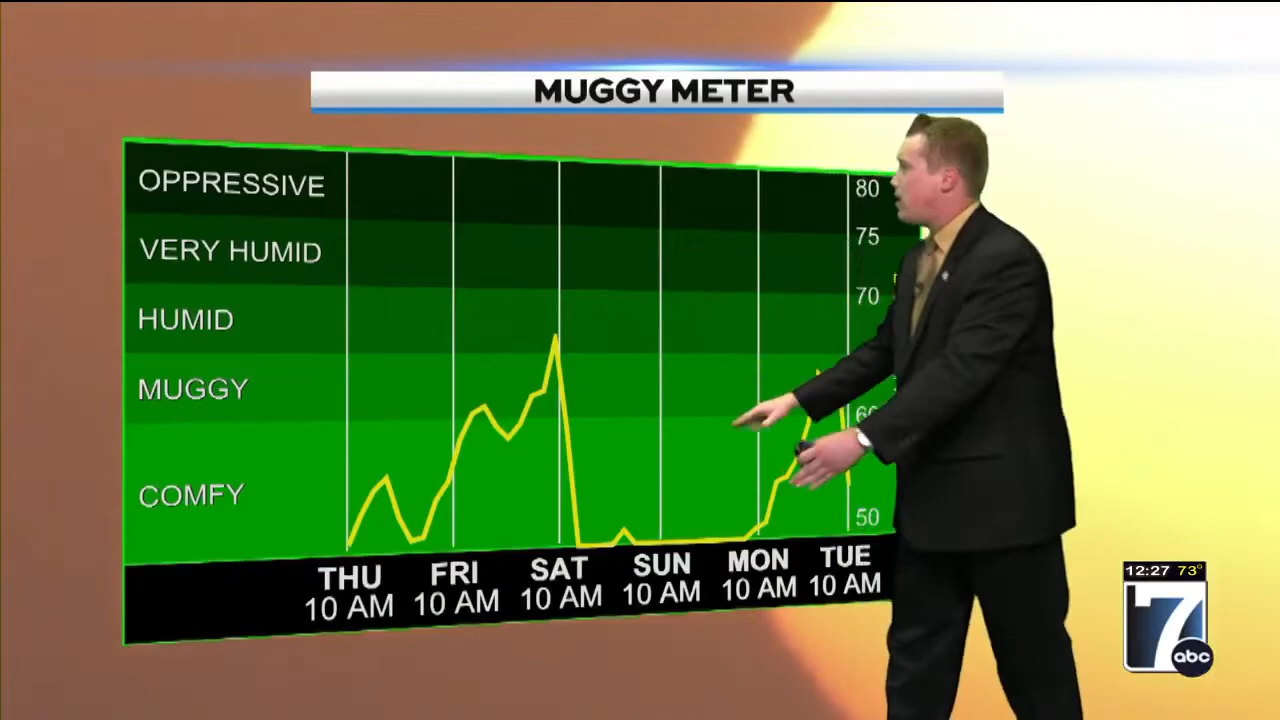 MUGGY METER
OPPRESSIVE
VERY HUMID
HUMID
MUGGY
COMFY
80
75
70
60
50
THU FRI SAT SUN MON TUE
10 AM 10 AM 10 AM 10 AM 10 AM 10 AM
12:27 73°
7
abc